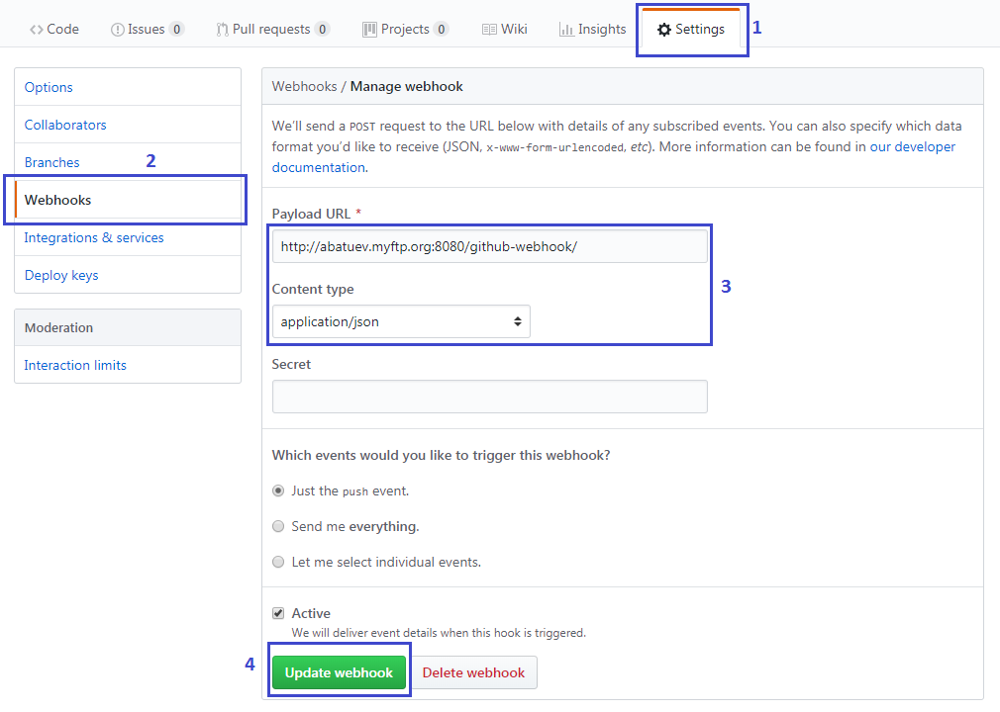 Code Issues 0 Pull requests 0 Projects 0 Wiki Insights Settings 1
Options
Collaborators
Branches 2
Webhooks
Integrations & services
Deploy keys
Moderation
Interaction limits
Webhooks / Manage webhook
We'll send a POST request to the URL below with details of any subscribed events. You can also specify which data
format you'd like to receive (JSON, x-www-form-urlencoded, etc). More information can be found in our developer
documentation.
Payload URL *
http://abatuev.myftp.org:8080/github-webhook/
3
Content type
application/json
Secret
Which events would you like to trigger this webhook?
Just the push event.
Send me everything.
Let me select individual events.
Active
We will deliver event details when this hook is triggered.
4 Update webhook Delete webhook